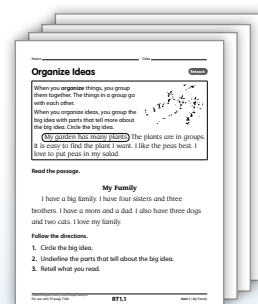 Name Date
Organize Ideas
Reteach
When you organize things, you group
them together. The things in a group go
with each other.
When you organize ideas, you group the
big idea with parts that tell more about
the big idea. Circle the big idea.
My garden has many plants. The plants are in groups.
It is easy to find the plant I want. I like the peas best. I
love to put peas in my salad.
Read the passage.
My Family
I have a big family. I have four sisters and three
brothers. I have a mom and a dad. I also have three dogs
and two cats. I love my family.
Follow the directions.
1. Circle the big idea.
2. Underline the parts that tell about the big idea.
3. Retell what you read.
RT1.1